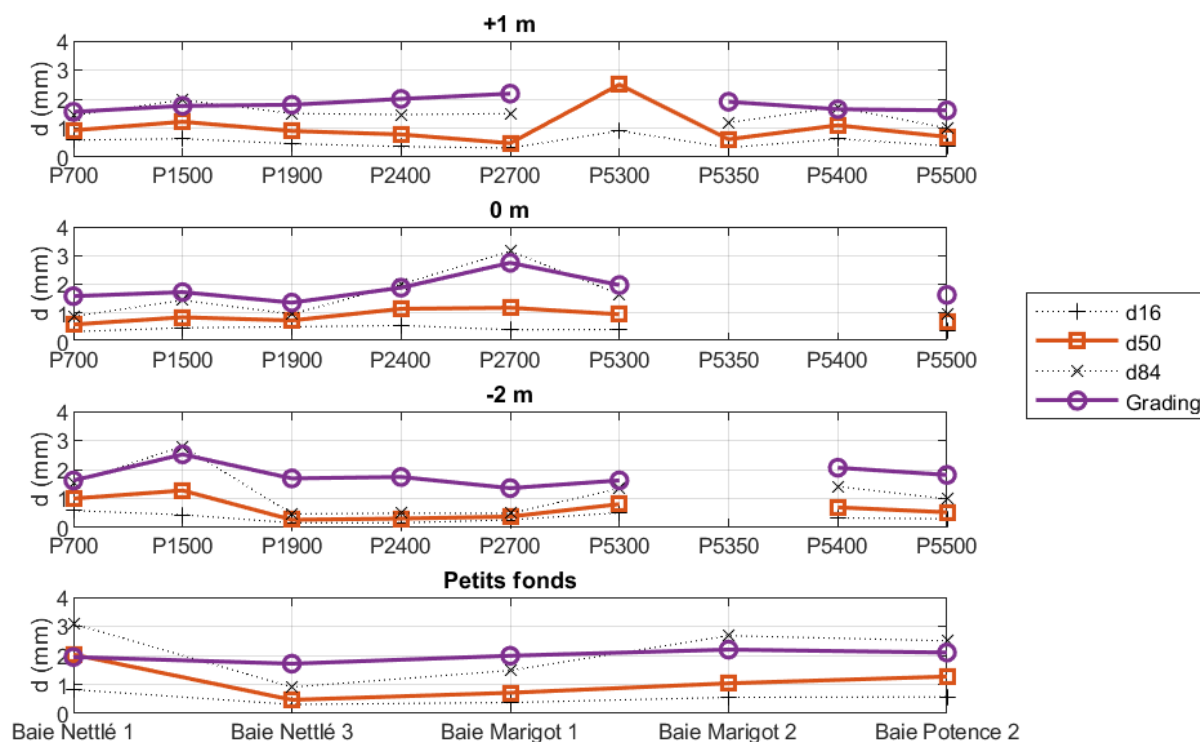 +1 m
4
3
2
1
0
d (mm)
P700 P1500 P1900 P2400 P2700 P5300 P5350 P5400 P5500
0 m
4
3
2
1
0
d (mm)
P700 P1500 P1900 P2400 P2700 P5300 P5350 P5400 P5500
-2 m
4
3
2
1
0
d (mm)
P700 P1500 P1900 P2400 P2700 P5300 P5350 P5400 P5500
Petits fonds
4
3
2
1
0
d (mm)
Baie Nettlé 1 Baie Nettlé 3 Baie Marigot 1 Baie Marigot 2 Baie Potence 2
d16
d50
d84
Grading